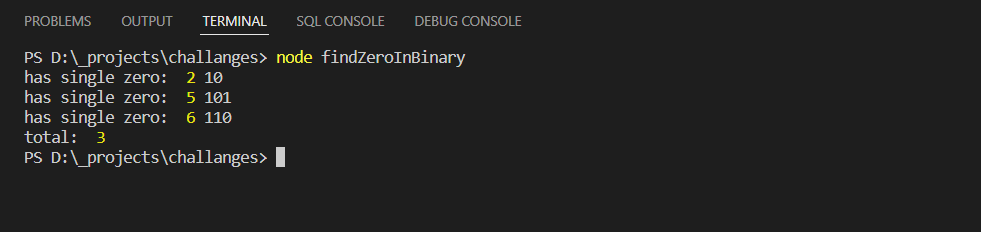 PROBLEMS OUTPUT TERMINAL SQL CONSOLE DEBUG CONSOLE
PS D:\_projects\challanges> node findZeroInBinary
has single zero:  2 10
has single zero:  5 101
has single zero:  6 110
total:  3
PS D:\_projects\challanges>